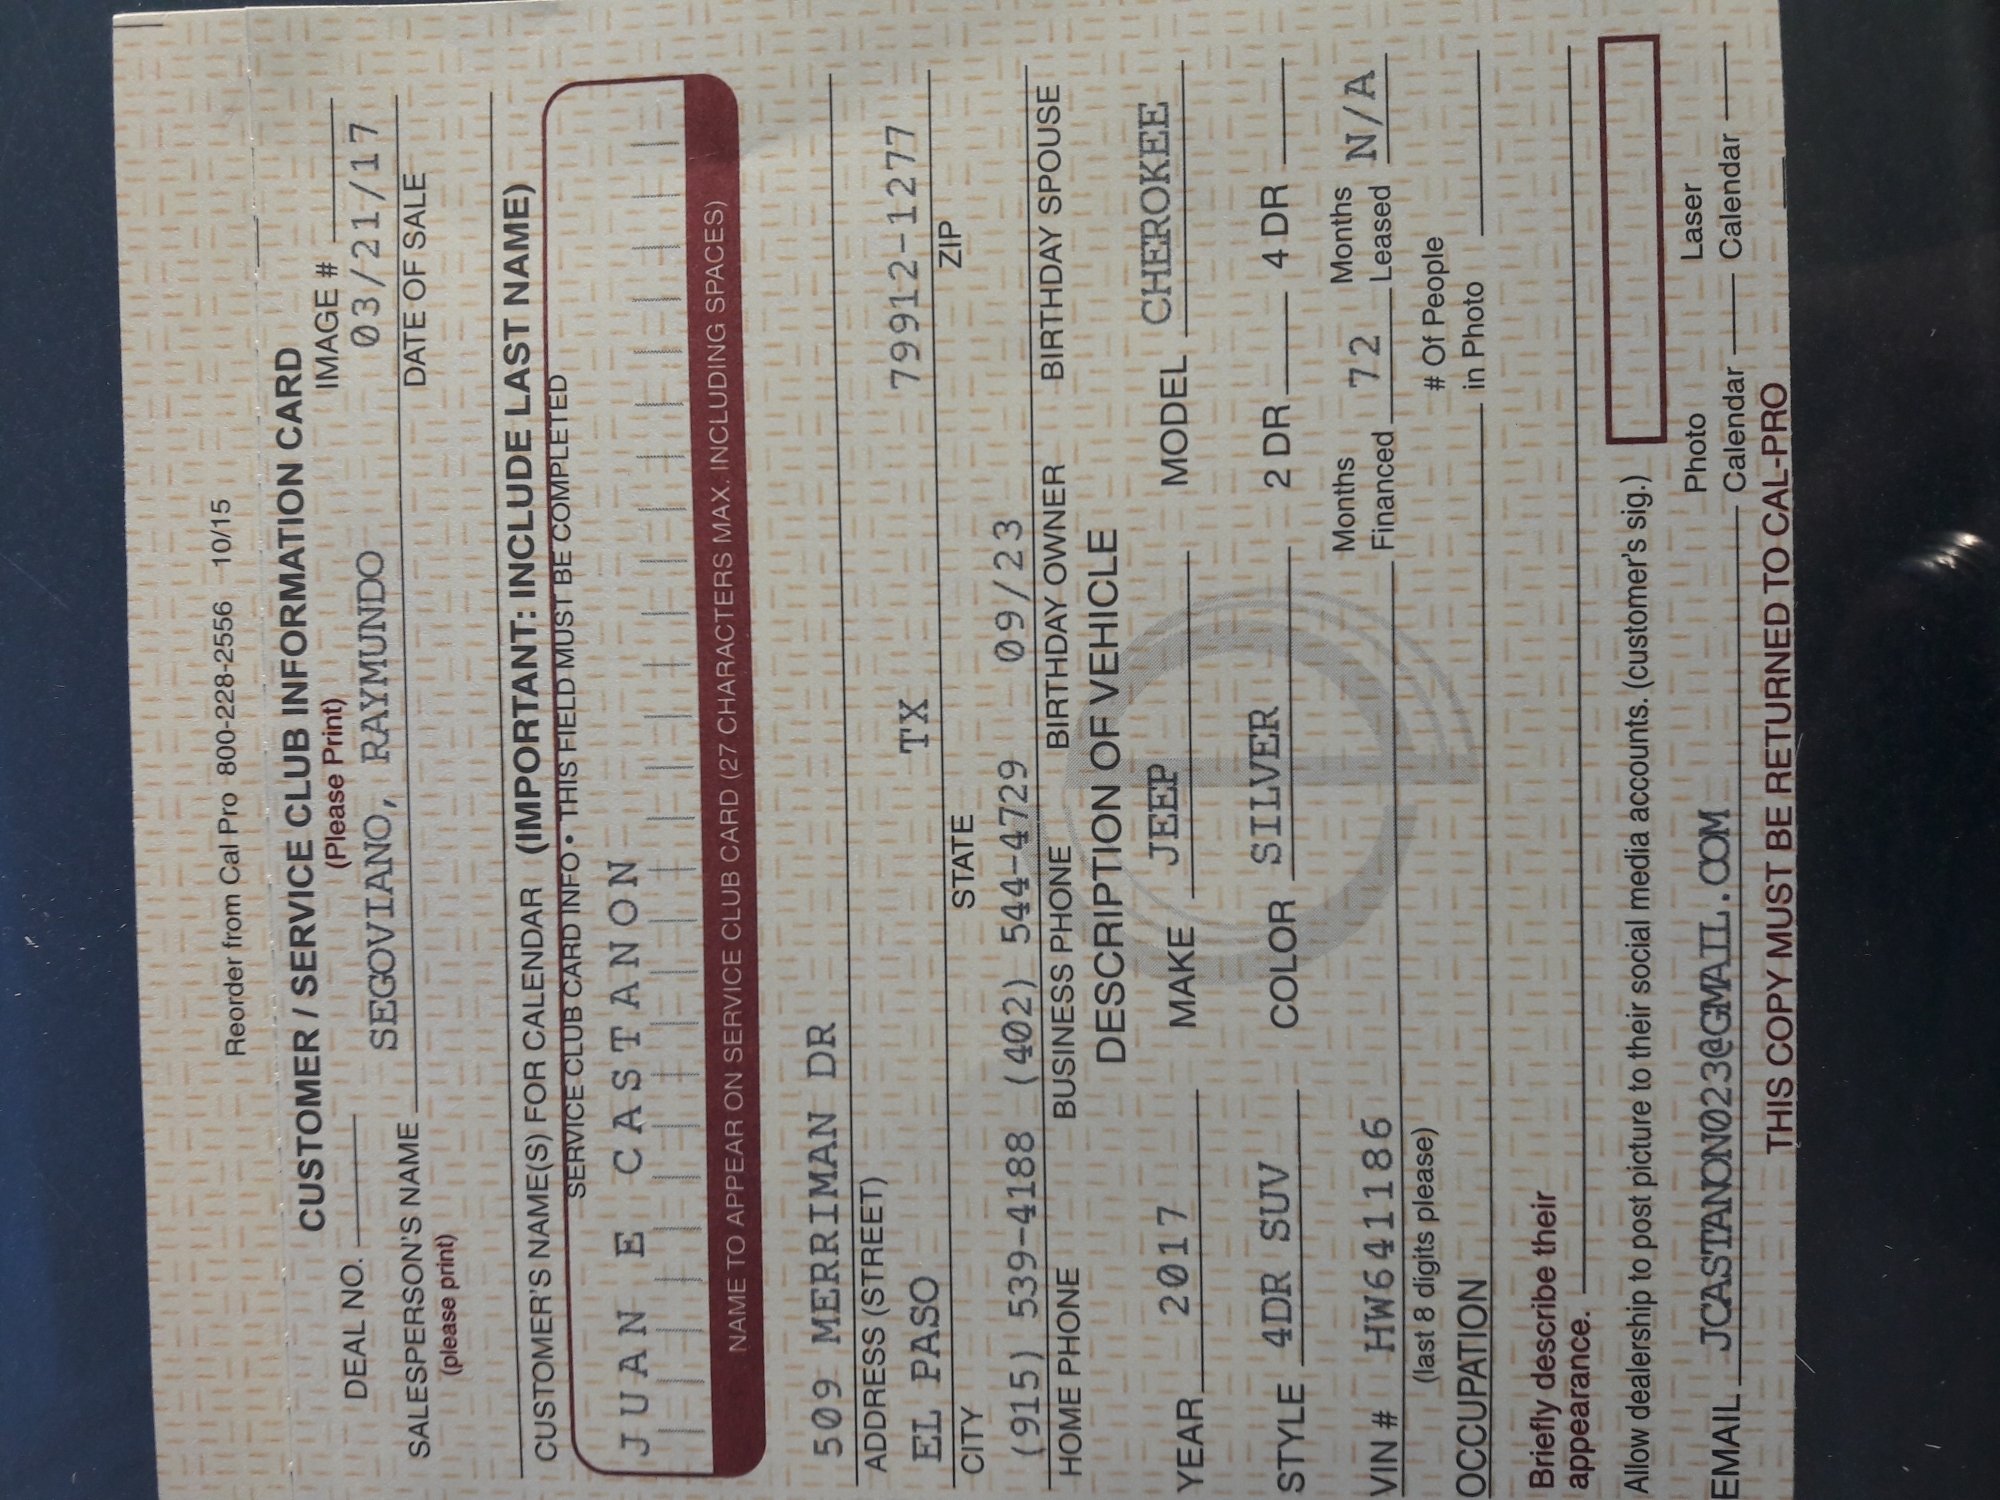 Reorder from Cal Pro 800-228-2556 10/15
CUSTOMER / SERVICE CLUB INFORMATION CARD
(Please Print)
DEAL NO. IMAGE #
SEGOVIANO, RAYMUNDO 03/21/17
SALESPERSON'S NAME DATE OF SALE
(please print)
CUSTOMER'S NAME(S) FOR CALENDAR (IMPORTANT: INCLUDE LAST NAME)
SERVICE CLUB CARD INFO • THIS FIELD MUST BE COMPLETED
JUAN E CASTANON
NAME TO APPEAR ON SERVICE CLUB CARD (27 CHARACTERS MAX. INCLUDING SPACES)
509 MERRIMAN DR
ADDRESS (STREET)
EL PASO TX 79912-1277
CITY STATE ZIP
(915) 539-4188 (402) 544-4729 09/23
HOME PHONE BUSINESS PHONE BIRTHDAY OWNER BIRTHDAY SPOUSE
DESCRIPTION OF VEHICLE
YEAR 2017 MAKE JEEP MODEL CHEROKEE
STYLE 4DR SUV COLOR SILVER 2 DR 4 DR
VIN # HW641186 Months Financed 72 Months Leased N/A
(last 8 digits please)
OCCUPATION # Of People in Photo
Briefly describe their
appearance.
Allow dealership to post picture to their social media accounts. (customer's sig.)
EMAIL JCASTANON023@GMAIL.COM Photo Calendar Laser Calendar
THIS COPY MUST BE RETURNED TO CAL-PRO